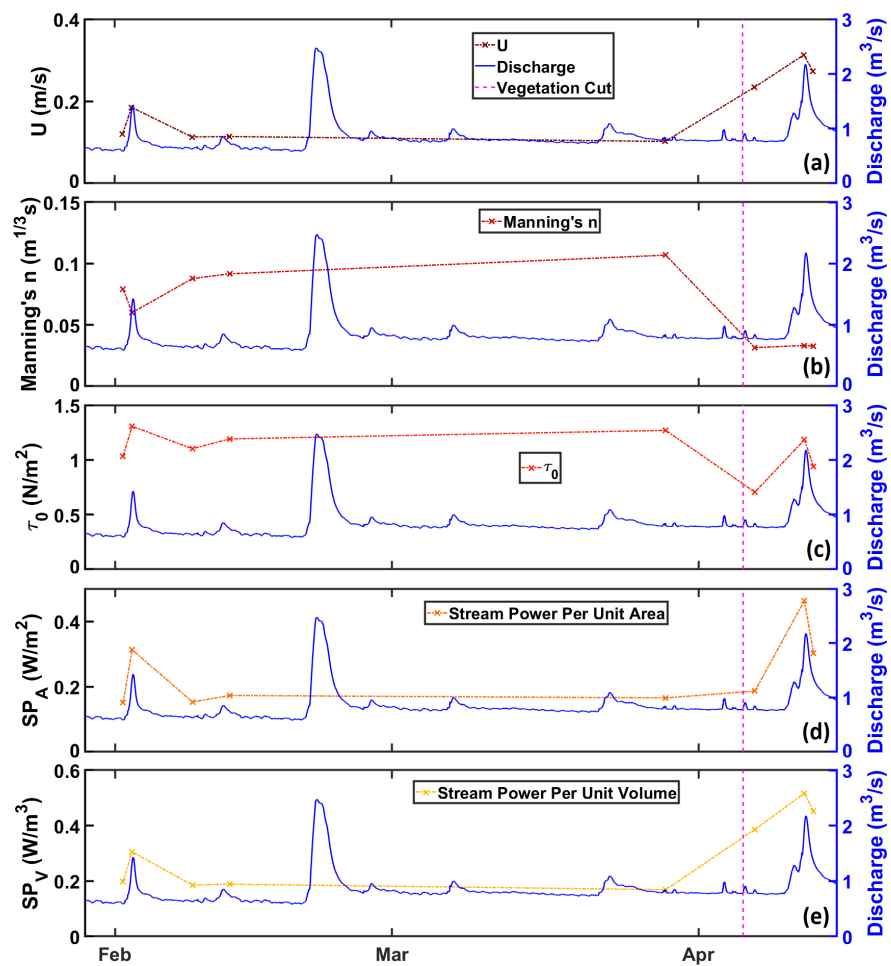 0.4
0.2
0
U (m/s)
U
Discharge
Vegetation Cut
3
2
1
0
Discharge (m³/s)
(a)
0.15
0.1
0.05
0
Manning's n (m^1/3s)
Manning's n
3
2
1
0
Discharge (m³/s)
(b)
1.5
1
0.5
0
τ₀ (N/m²)
τ₀
3
2
1
0
Discharge (m³/s)
(c)
0.4
0.2
0
SP_A (W/m²)
Stream Power Per Unit Area
3
2
1
0
Discharge (m³/s)
(d)
0.6
0.4
0.2
0
SP_V (W/m³)
Stream Power Per Unit Volume
3
2
1
0
Discharge (m³/s)
(e)
Feb Mar Apr